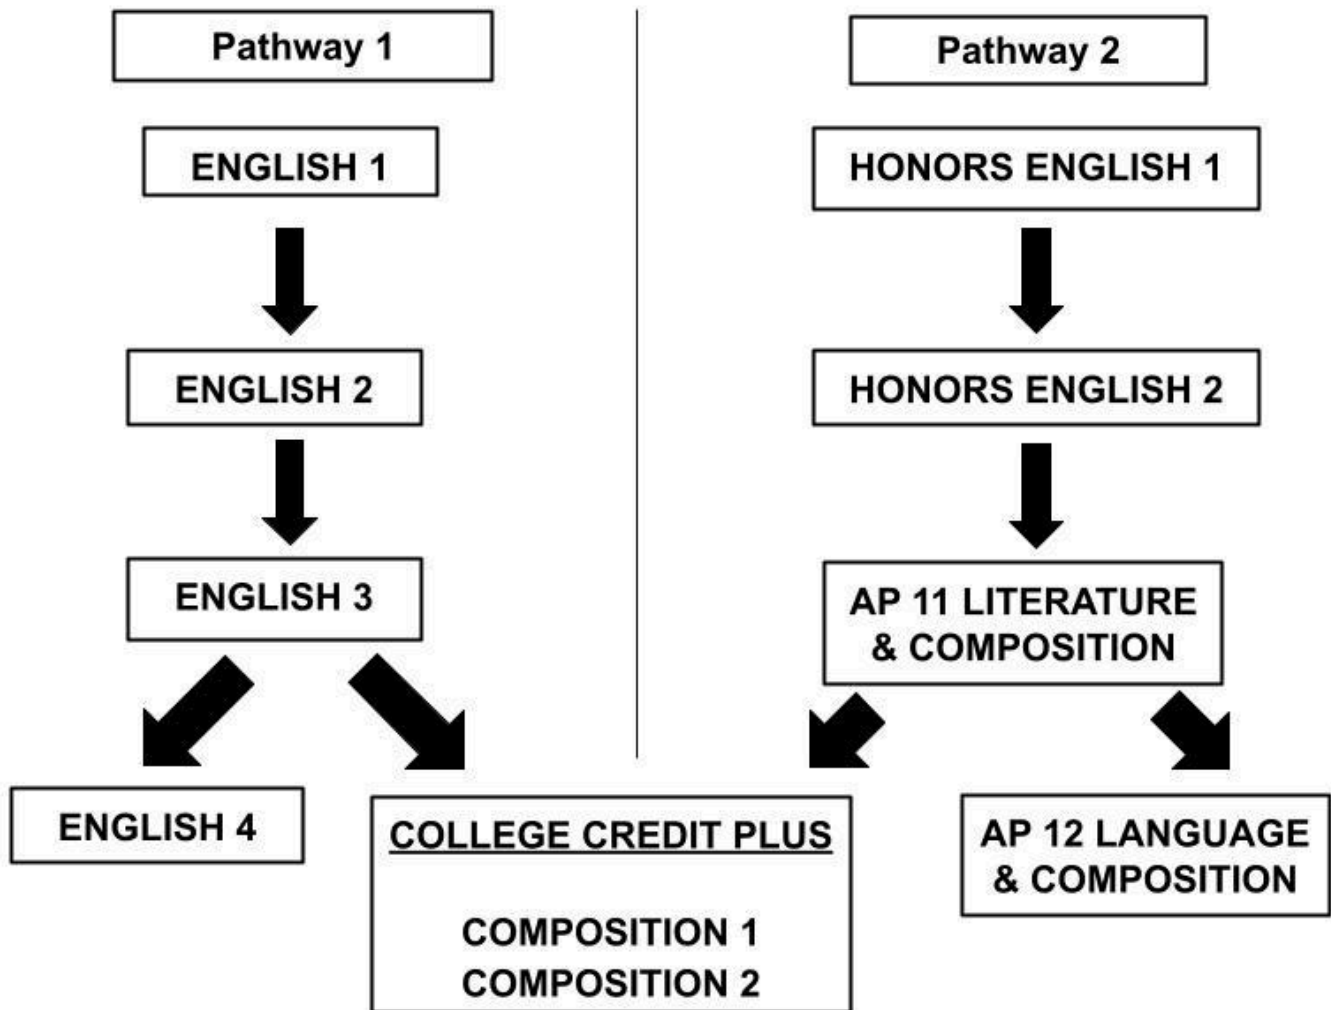 Pathway 1
ENGLISH 1
ENGLISH 2
ENGLISH 3
ENGLISH 4
Pathway 2
HONORS ENGLISH 1
HONORS ENGLISH 2
AP 11 LITERATURE
& COMPOSITION
COLLEGE CREDIT PLUS
COMPOSITION 1
COMPOSITION 2
AP 12 LANGUAGE
& COMPOSITION